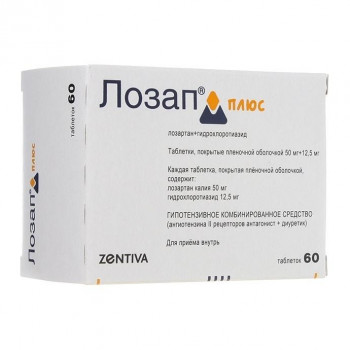 Лозап® плюс
лозартан+гидрохлоротиазид
Таблетки, покрытые пленочной оболочкой 50 мг+12,5 мг
Каждая таблетка, покрытая плёночной оболочкой,
содержит:
лозартан калия 50 мг
гидрохлоротиазид 12,5 мг
ГИПОТЕНЗИВНОЕ КОМБИНИРОВАННОЕ СРЕДСТВО
(ангиотензина II рецепторов антагонист + диуретик)
Для приёма внутрь
ZENTIVA
таблеток 60
таблеток 60
Лозап плюс